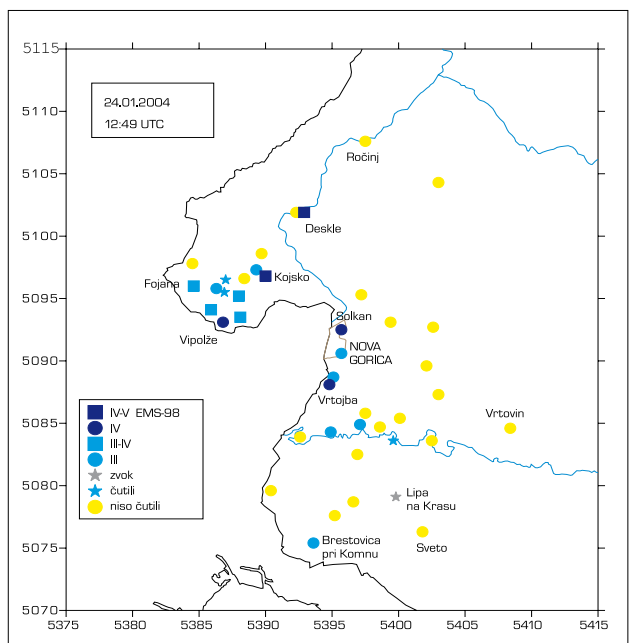 5115
24.01.2004
12:49 UTC
5110
Ročinj
5105
Deskle
5100
Fojana
Kojsko
5095
Solkan
Vipolže
NOVA
GORICA
5090
Vrtojba
IV-V EMS-98
IV
III-IV
III
zvok
čutili
niso čutili
Vrtovin
5085
5080
Lipa
na Krasu
Brestovica
pri Komnu
Sveto
5075
5070
5375 5380 5385 5390 5395 5400 5405 5410 5415